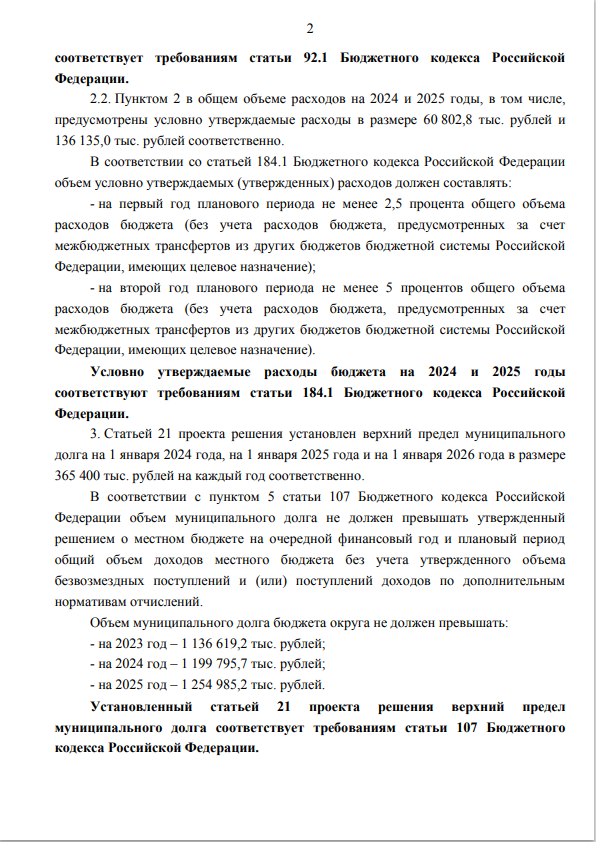 2
соответствует требованиям статьи 92.1 Бюджетного кодекса Российской
Федерации.
2.2. Пунктом 2 в общем объеме расходов на 2024 и 2025 годы, в том числе,
предусмотрены условно утверждаемые расходы в размере 60 802,8 тыс. рублей и
136 135,0 тыс. рублей соответственно.
В соответствии со статьей 184.1 Бюджетного кодекса Российской Федерации
объем условно утверждаемых (утвержденных) расходов должен составлять:
- на первый год планового периода не менее 2,5 процента общего объема
расходов бюджета (без учета расходов бюджета, предусмотренных за счет
межбюджетных трансфертов из других бюджетов бюджетной системы Российской
Федерации, имеющих целевое назначение);
- на второй год планового периода не менее 5 процентов общего объема
расходов бюджета (без учета расходов бюджета, предусмотренных за счет
межбюджетных трансфертов из других бюджетов бюджетной системы Российской
Федерации, имеющих целевое назначение).
Условно утверждаемые расходы бюджета на 2024 и 2025 годы
соответствуют требованиям статьи 184.1 Бюджетного кодекса Российской
Федерации.
3. Статьей 21 проекта решения установлен верхний предел муниципального
долга на 1 января 2024 года, на 1 января 2025 года и на 1 января 2026 года в размере
365 400 тыс. рублей на каждый год соответственно.
В соответствии с пунктом 5 статьи 107 Бюджетного кодекса Российской
Федерации объем муниципального долга не должен превышать утвержденный
решением о местном бюджете на очередной финансовый год и плановый период
общий объем доходов местного бюджета без учета утвержденного объема
безвозмездных поступлений и (или) поступлений доходов по дополнительным
нормативам отчислений.
Объем муниципального долга бюджета округа не должен превышать:
- на 2023 год – 1 136 619,2 тыс. рублей;
- на 2024 год – 1 199 795,7 тыс. рублей;
- на 2025 год – 1 254 985,2 тыс. рублей.
Установленный статьей 21 проекта решения верхний предел
муниципального долга соответствует требованиям статьи 107 Бюджетного
кодекса Российской Федерации.